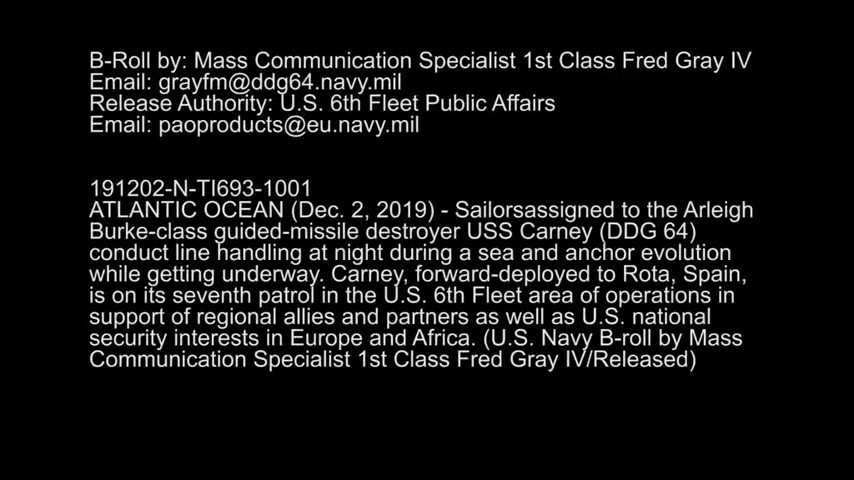 B-Roll by: Mass Communication Specialist 1st Class Fred Gray IV
Email: grayfm@ddg64.navy.mil
Release Authority: U.S. 6th Fleet Public Affairs
Email: paoproducts@eu.navy.mil
191202-N-TI693-1001
ATLANTIC OCEAN (Dec. 2, 2019) - Sailorsassigned to the Arleigh
Burke-class guided-missile destroyer USS Carney (DDG 64)
conduct line handling at night during a sea and anchor evolution
while getting underway. Carney, forward-deployed to Rota, Spain,
is on its seventh patrol in the U.S. 6th Fleet area of operations in
support of regional allies and partners as well as U.S. national
security interests in Europe and Africa. (U.S. Navy B-roll by Mass
Communication Specialist 1st Class Fred Gray IV/Released)